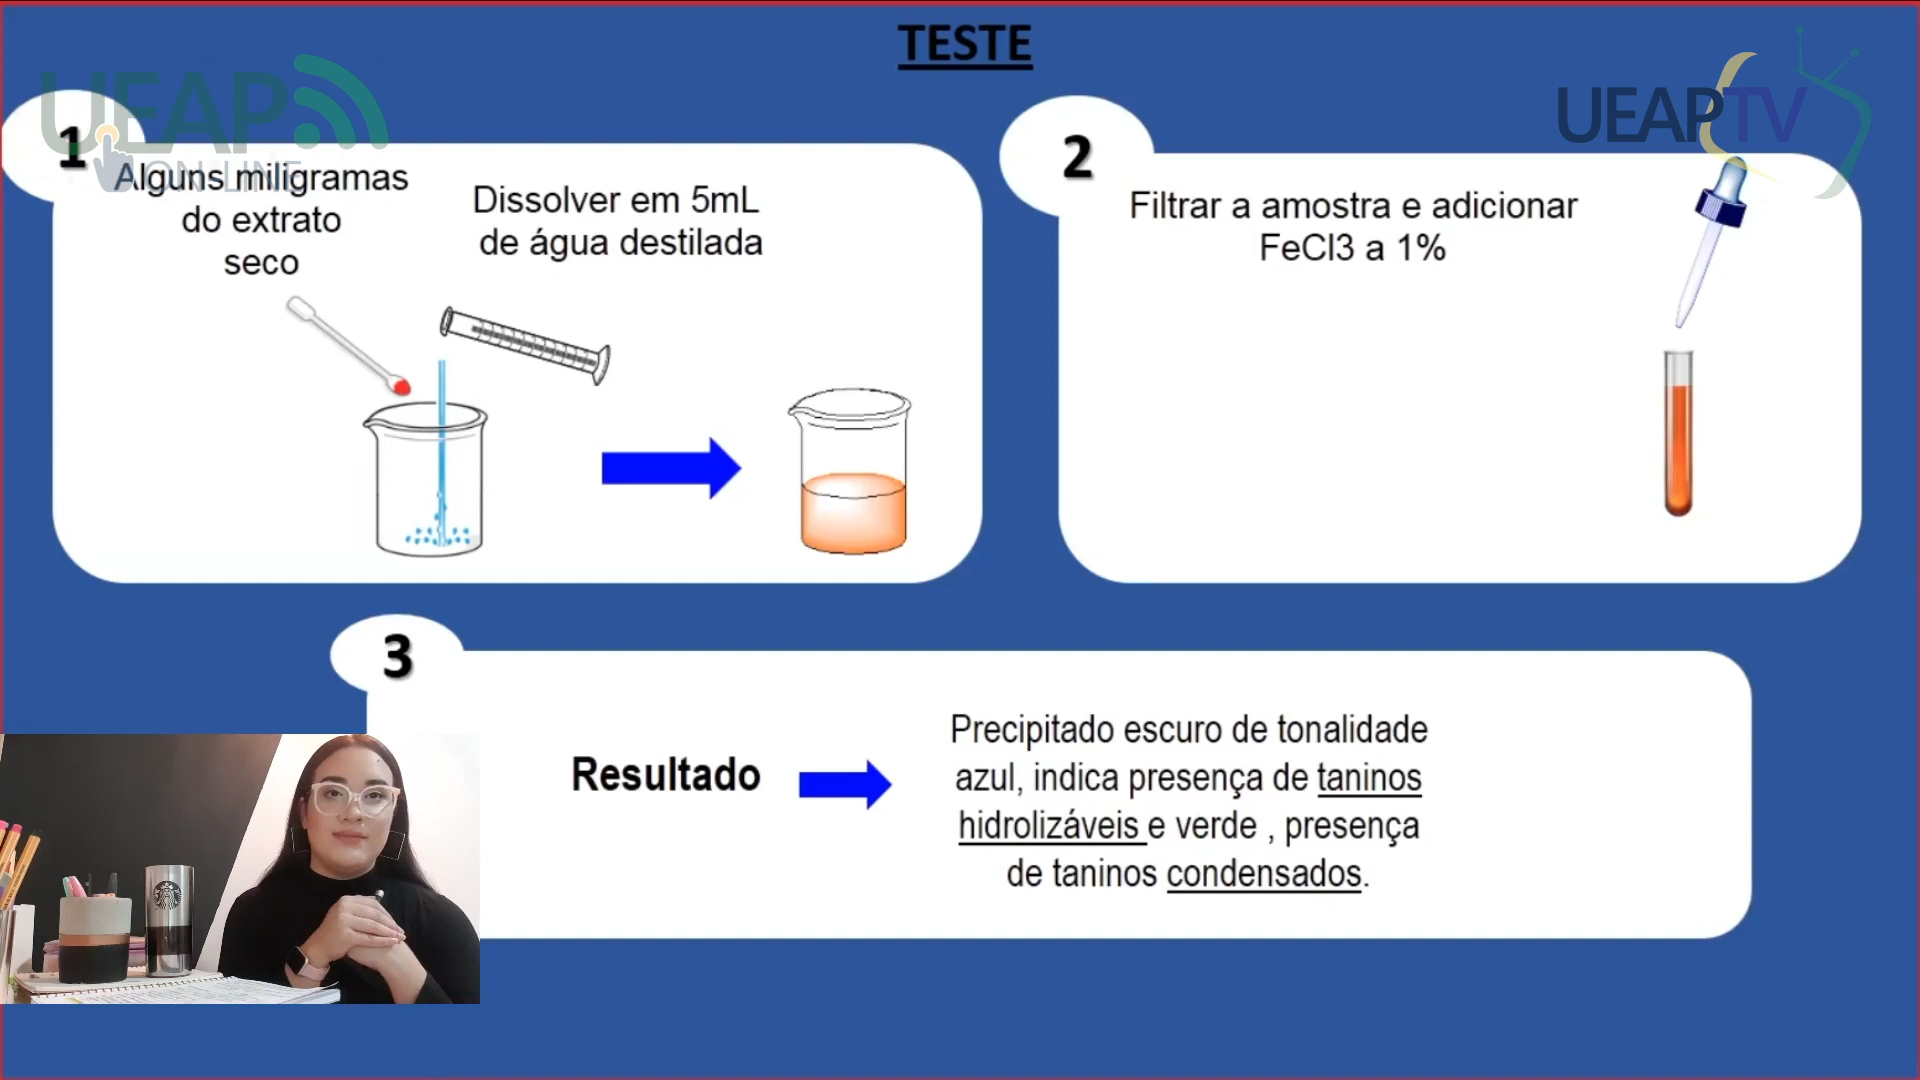 TESTE
UEAP
ON-LINE
UEAPTV
1
Alguns miligramas
do extrato
seco
Dissolver em 5mL
de água destilada
2
Filtrar a amostra e adicionar
FeCl3 a 1%
3
Resultado
Precipitado escuro de tonalidade
azul, indica presença de taninos
hidrolizáveis e verde , presença
de taninos condensados.